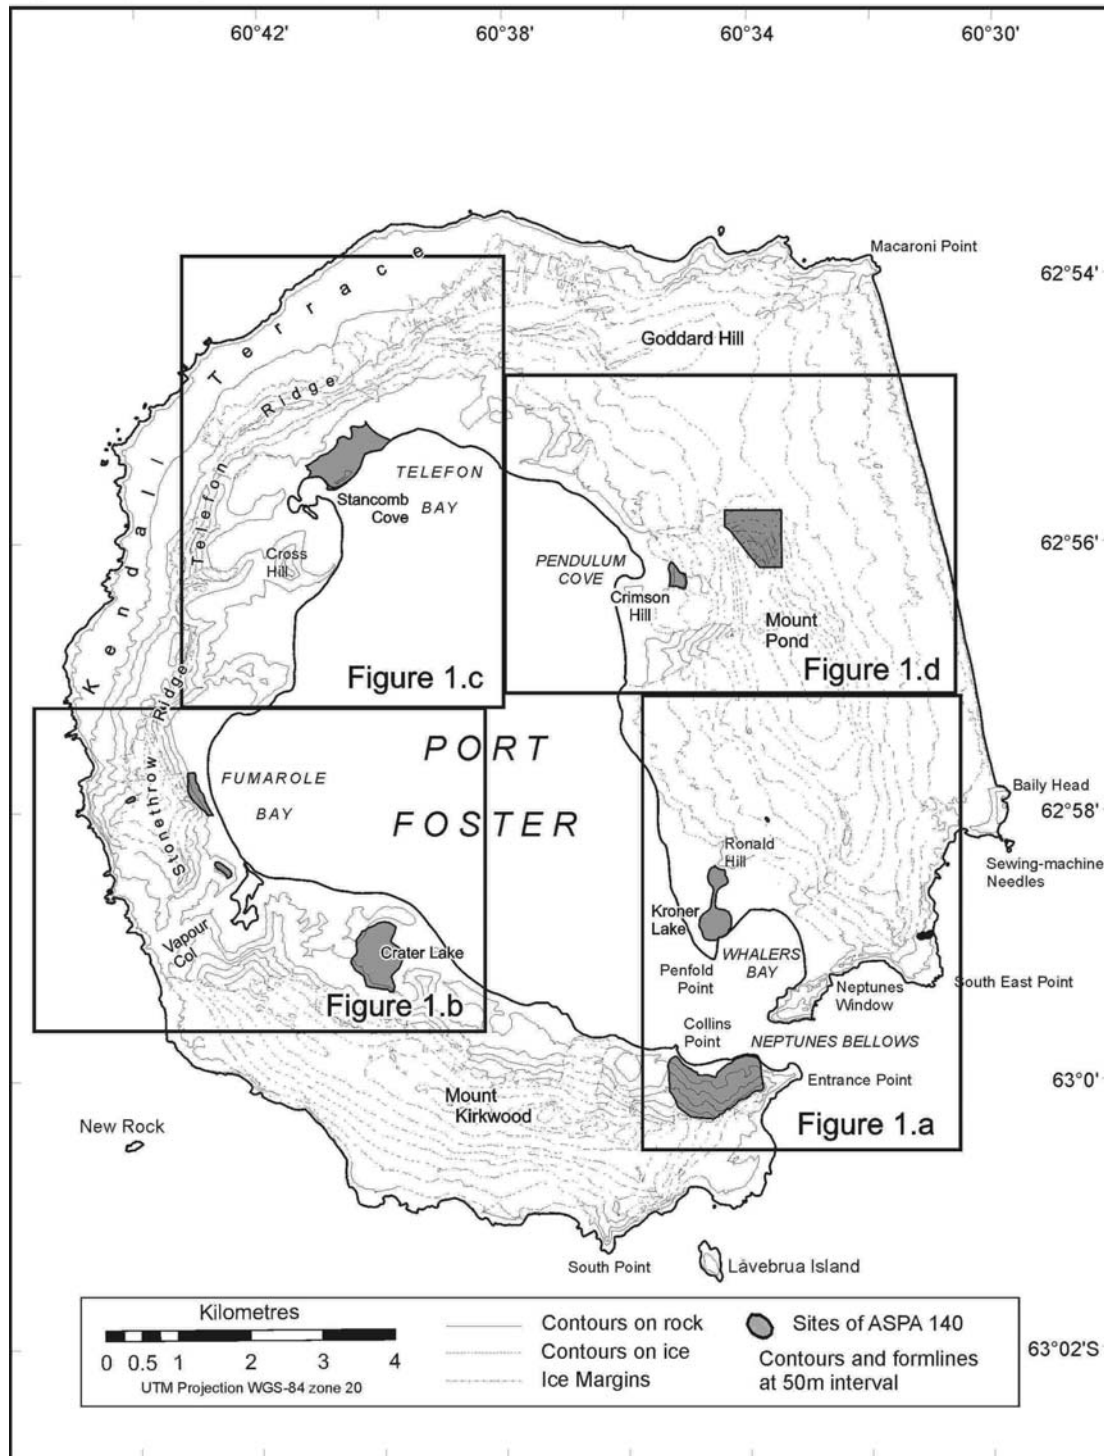 60°42' 60°38' 60°34' 60°30'
Macaroni Point
62°54'
Kendall Terrace
Goddard Hill
Telefon Ridge
TELEFON
BAY
Stancomb
Cove
62°56'
PENDULUM
COVE
Cross
Hill
Crimson
Hill
Mount
Pond
Figure 1.c
Figure 1.d
Stonethrow Ridge
PORT
FOSTER
FUMAROLE
BAY
Baily Head
62°58'
Ronald
Hill
Sewing-machine
Needles
Kroner
Lake
Vapour
Col
Crater Lake
WHALERS
BAY
Penfold
Point
Neptunes
Window
South East Point
Figure 1.b
Collins
Point
NEPTUNES BELLOWS
Entrance Point
63°0'
Mount
Kirkwood
New Rock
Figure 1.a
South Point
Låvebrua Island
Kilometres
0 0.5 1 2 3 4
UTM Projection WGS-84 zone 20
Contours on rock
Contours on ice
Ice Margins
Sites of ASPA 140
Contours and formlines
at 50m interval
63°02'S